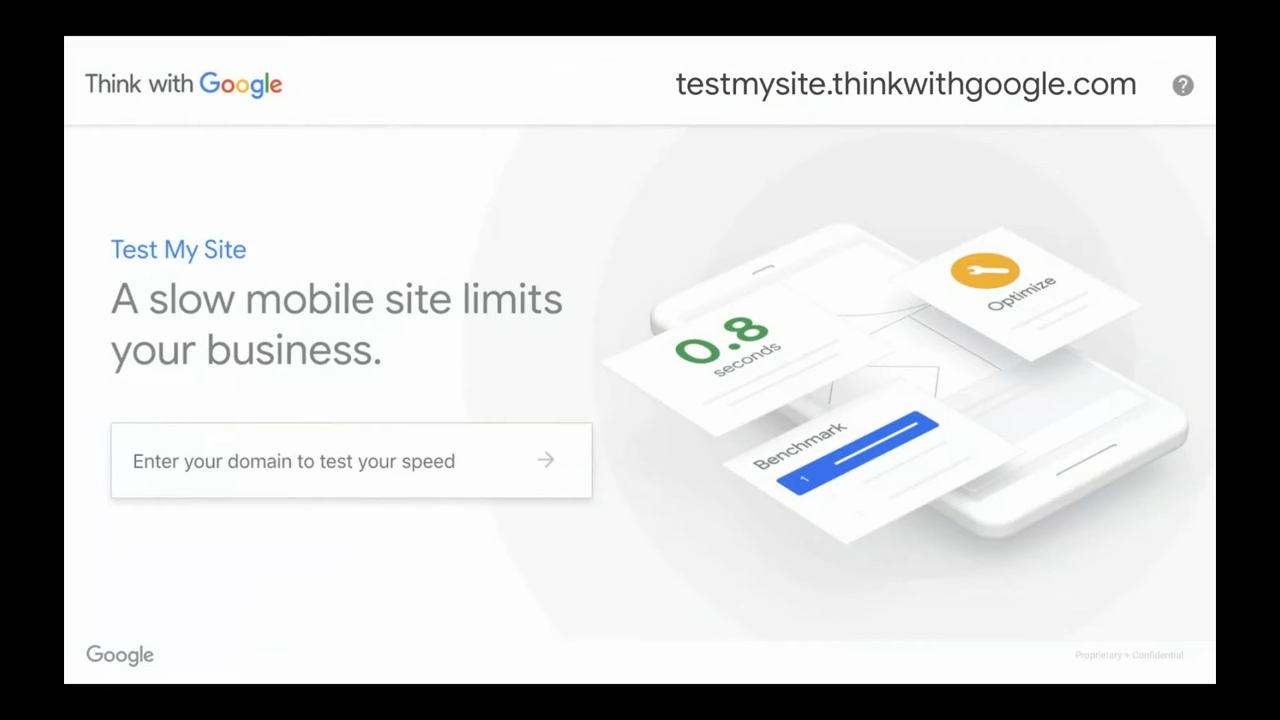 Think with Google
testmysite.thinkwithgoogle.com
?
Test My Site
A slow mobile site limits
your business.
Enter your domain to test your speed
0.8
seconds
Optimize
Benchmark
1
Google
Proprietary + Confidential